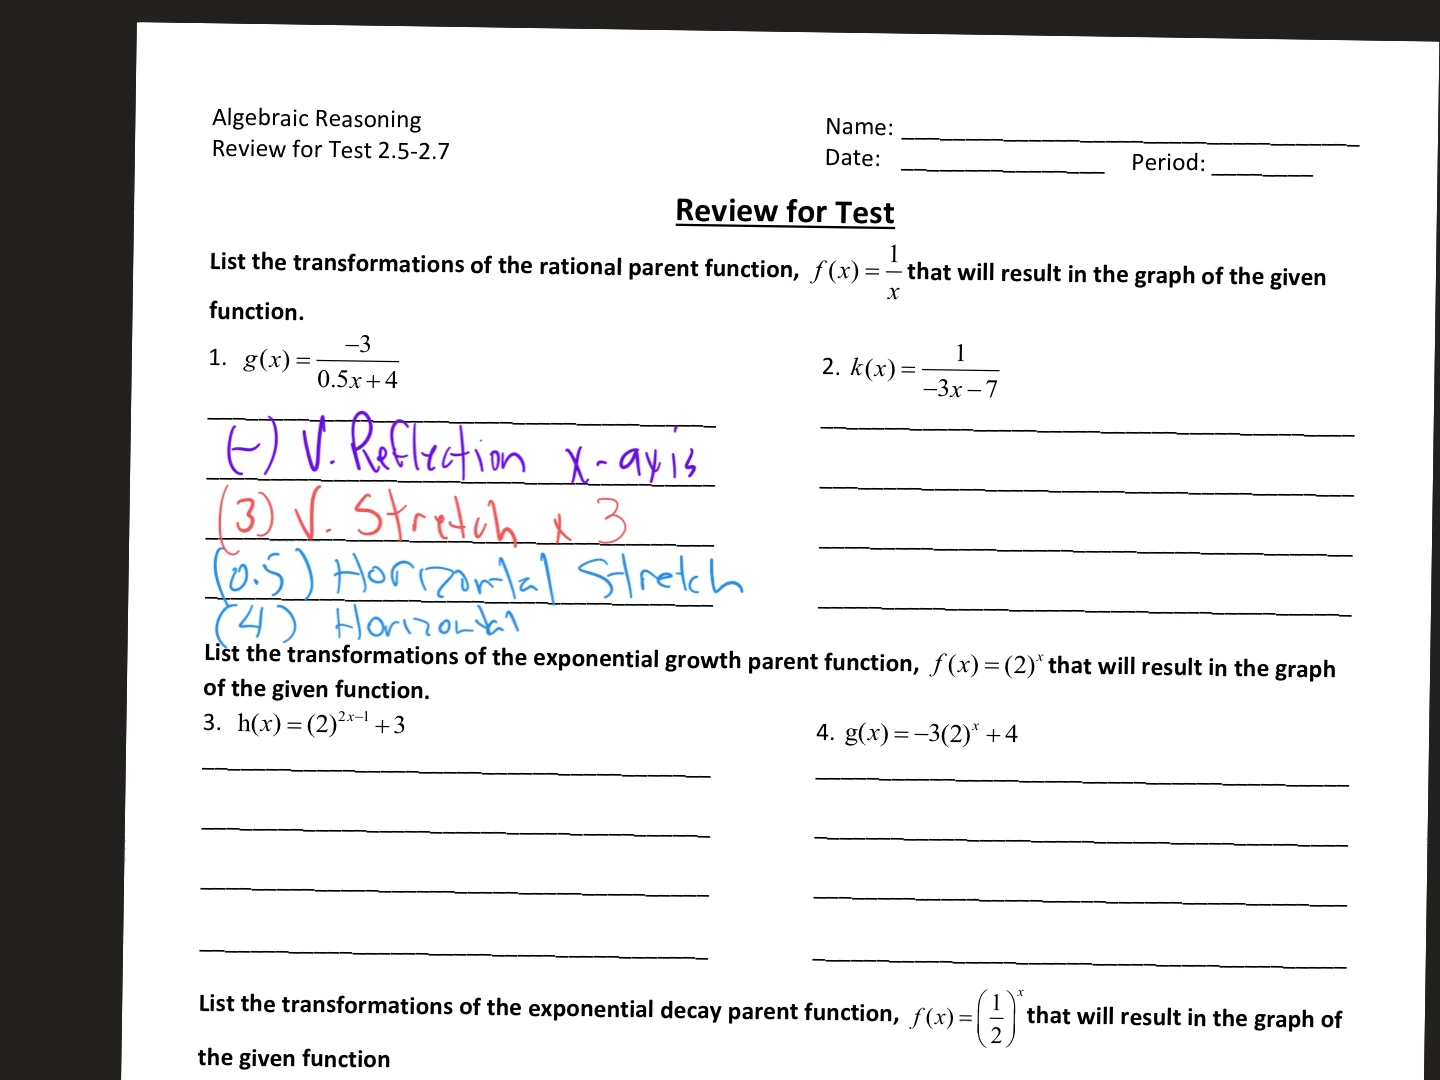 Algebraic Reasoning
Review for Test 2.5-2.7
Name: ____________________
Date: ____________ Period: ________
Review for Test
List the transformations of the rational parent function, f(x) = 1/x that will result in the graph of the given
function.
1. g(x) = -3/(0.5x + 4)
(-) V. Reflection x-axis
(3) V. Stretch x 3
(0.5) Horizontal Stretch
(4) Horizontal
2. k(x) = 1/(-3x - 7)
List the transformations of the exponential growth parent function, f(x) = (2)^x that will result in the graph
of the given function.
3. h(x) = (2)^(2x-1) + 3
4. g(x) = -3(2)^x + 4
List the transformations of the exponential decay parent function, f(x) = (1/2)^x that will result in the graph of
the given function